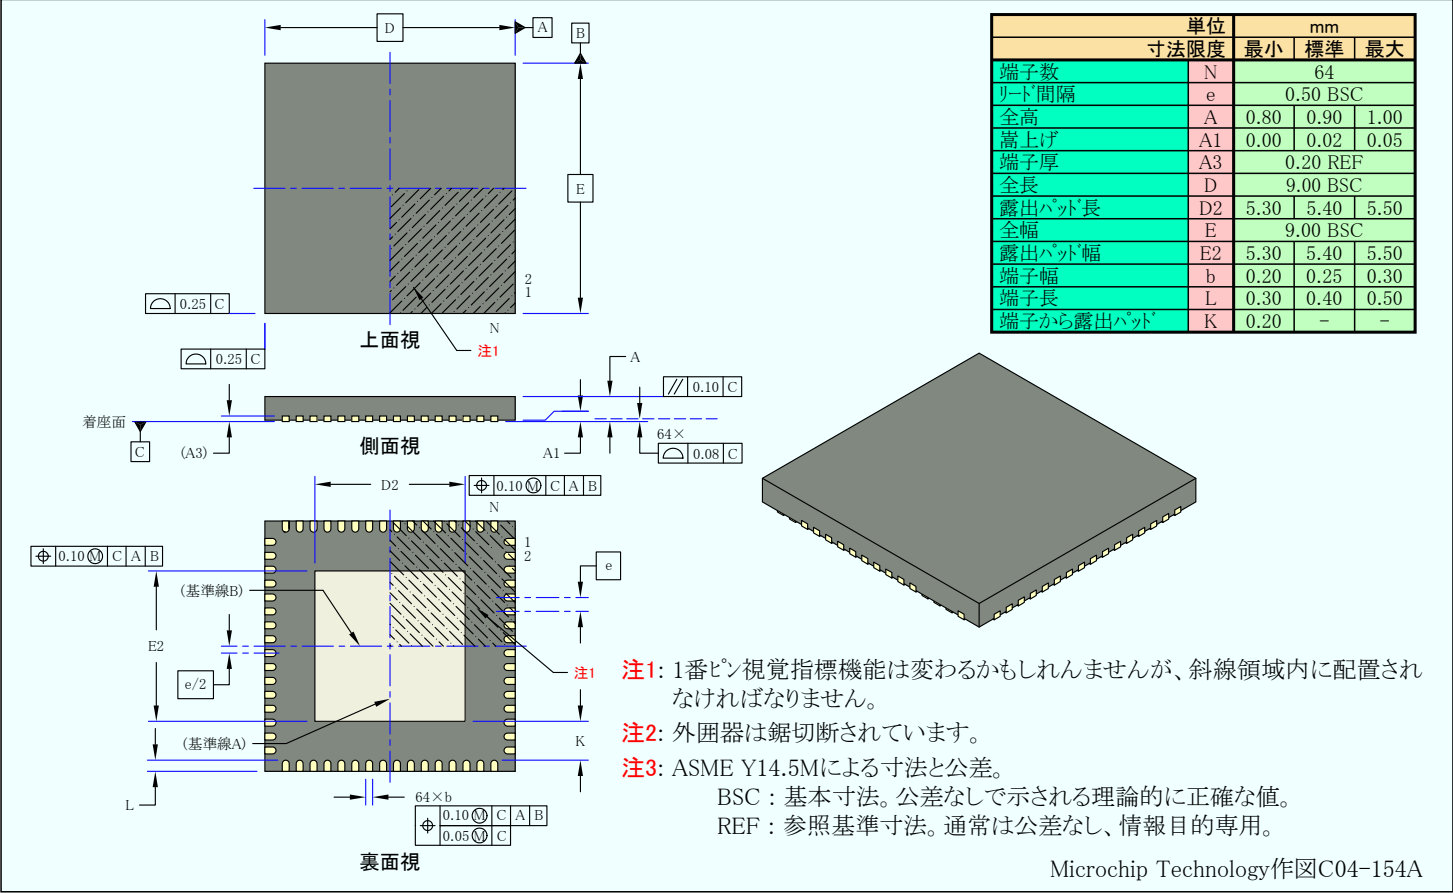 D
A
B
E
2
1
N
0.25 C
0.25 C
上面視
注1
A
0.10 C
着座面
C
(A3)
側面視
A1
64×
0.08 C
D2
0.10 Ⓜ C A B
N
1
2
0.10 Ⓜ C A B
e
(基準線B)
E2
e/2
注1
(基準線A)
K
L
64×b
0.10 Ⓜ C A B
0.05 Ⓜ C
裏面視
単位 mm
寸法限度 最小 標準 最大
端子数 N 64
リード間隔 e 0.50 BSC
全高 A 0.80 0.90 1.00
嵩上げ A1 0.00 0.02 0.05
端子厚 A3 0.20 REF
全長 D 9.00 BSC
露出パッド長 D2 5.30 5.40 5.50
全幅 E 9.00 BSC
露出パッド幅 E2 5.30 5.40 5.50
端子幅 b 0.20 0.25 0.30
端子長 L 0.30 0.40 0.50
端子から露出パッド K 0.20 - -
注1: 1番ピン視覚指標機能は変わるかもしれんませんが、斜線領域内に配置され
なければなりません。
注2: 外囲器は鋸切断されています。
注3: ASME Y14.5Mによる寸法と公差。
BSC : 基本寸法。公差なしで示される理論的に正確な値。
REF : 参照基準寸法。通常は公差なし、情報目的専用。
Microchip Technology作図C04-154A